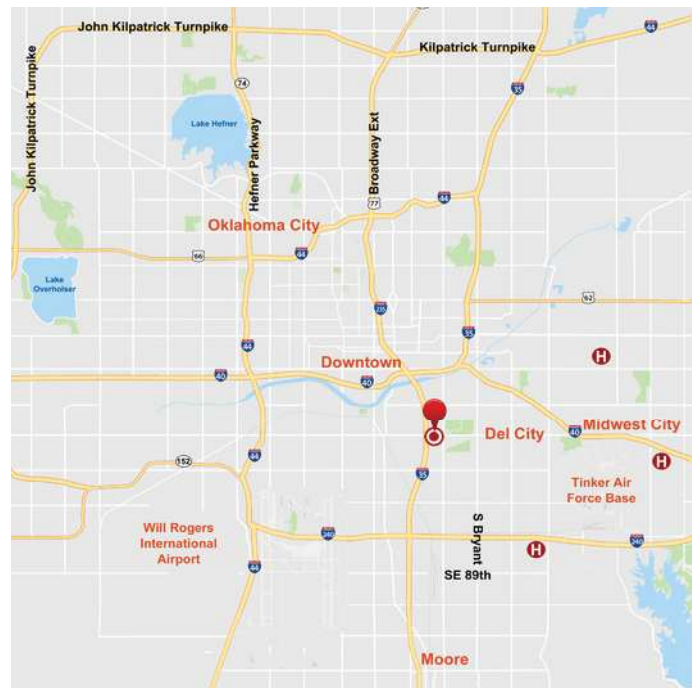 John Kilpatrick Turnpike
Kilpatrick Turnpike
44
74
35
Lake Hefner
John Kilpatrick Turnpike
Hefner Parkway
Broadway Ext
44
77
Oklahoma City
44
66
Lake
Overholser
62
235
35
44
Downtown
H
40
40
Del City
Midwest City
40
152
44
35
H
Tinker Air
Force Base
Will Rogers
International
Airport
240
S Bryant
240
H
44
SE 89th
Moore